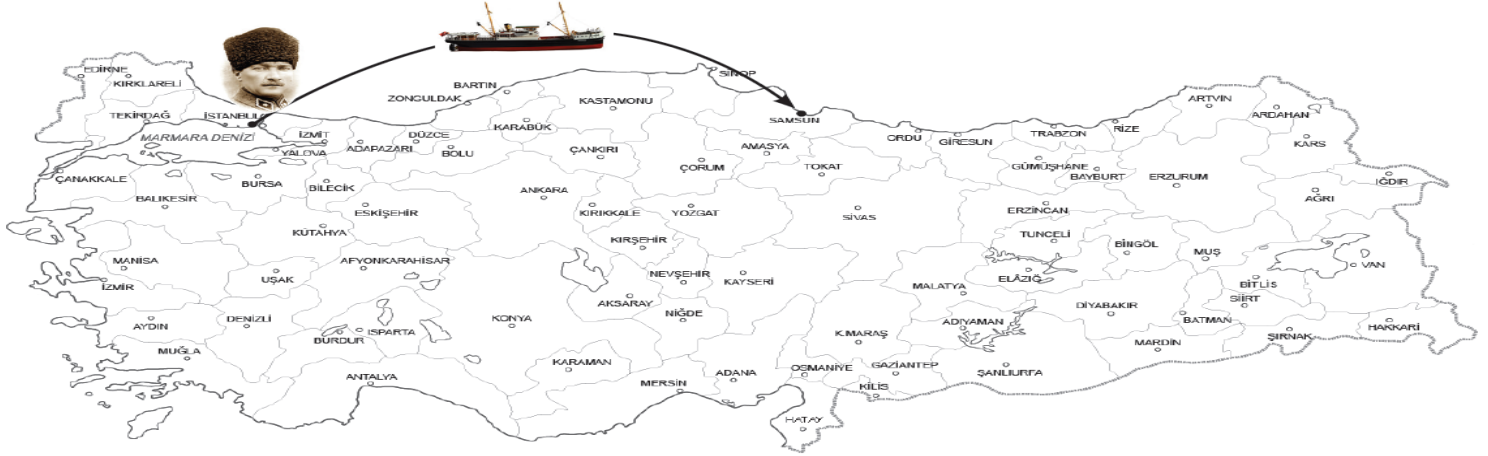 EDİRNE
KIRKLARELİ
TEKİNDAĞ
İSTANBUL
MARMARA DENİZİ
İZMİT
YALOVA
ADAPAZARI
DÜZCE
BOLU
ZONGULDAK
BARTIN
KARABÜK
KASTAMONU
SİNOP
SAMSUN
ÇANKIRI
ÇORUM
AMASYA
TOKAT
ORDU
GİRESUN
TRABZON
RİZE
ARTVİN
ARDAHAN
KARS
GÜMÜŞHANE
BAYBURT
ERZURUM
IĞDIR
AĞRI
ÇANAKKALE
BALIKESİR
BURSA
BİLECİK
ESKİŞEHİR
KÜTAHYA
ANKARA
KIRIKKALE
YOZGAT
SİVAS
ERZİNCAN
TUNCELİ
BİNGÖL
MUŞ
VAN
BİTLİS
SİİRT
MANİSA
İZMİR
UŞAK
AFYONKARAHİSAR
KIRŞEHİR
NEVŞEHİR
KAYSERİ
AKSARAY
NİĞDE
MALATYA
ELÂZIĞ
DİYABAKIR
BATMAN
MARDİN
ŞIRNAK
HAKKARİ
AYDIN
DENİZLİ
MUĞLA
BURDUR
ISPARTA
ANTALYA
KONYA
KARAMAN
MERSİN
ADANA
OSMANİYE
K.MARAŞ
GAZİANTEP
KİLİS
ADIYAMAN
ŞANLIURFA
HATAY